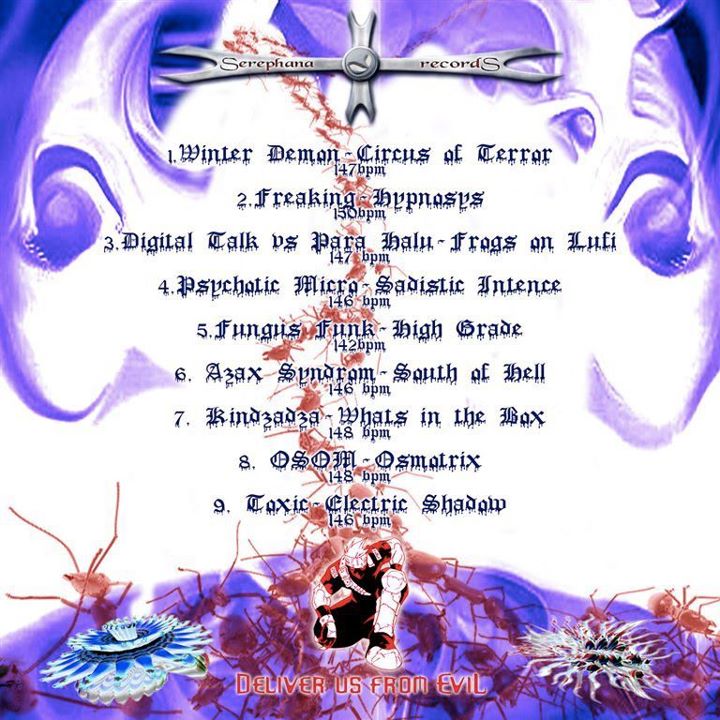 Serephana recordS
1.Winter Demon-Circus of Terror
147bpm
2.Freaking-Hypnosys
150bpm
3.Digital Talk vs Para Halu-Frogs on Lufi
147 bpm
4.Psychotic Micro-Sadistic Intence
146 bpm
5.Fungus Funk-High Grade
142bpm
6. Azax Syndrom-South of Hell
146 bpm
7. Kindzadza-Whats in the Box
148 bpm
8. OSOM-Osmotrix
148 bpm
9. Toxic-Electric Shadow
146 bpm
DELIVER US FROM EVIL